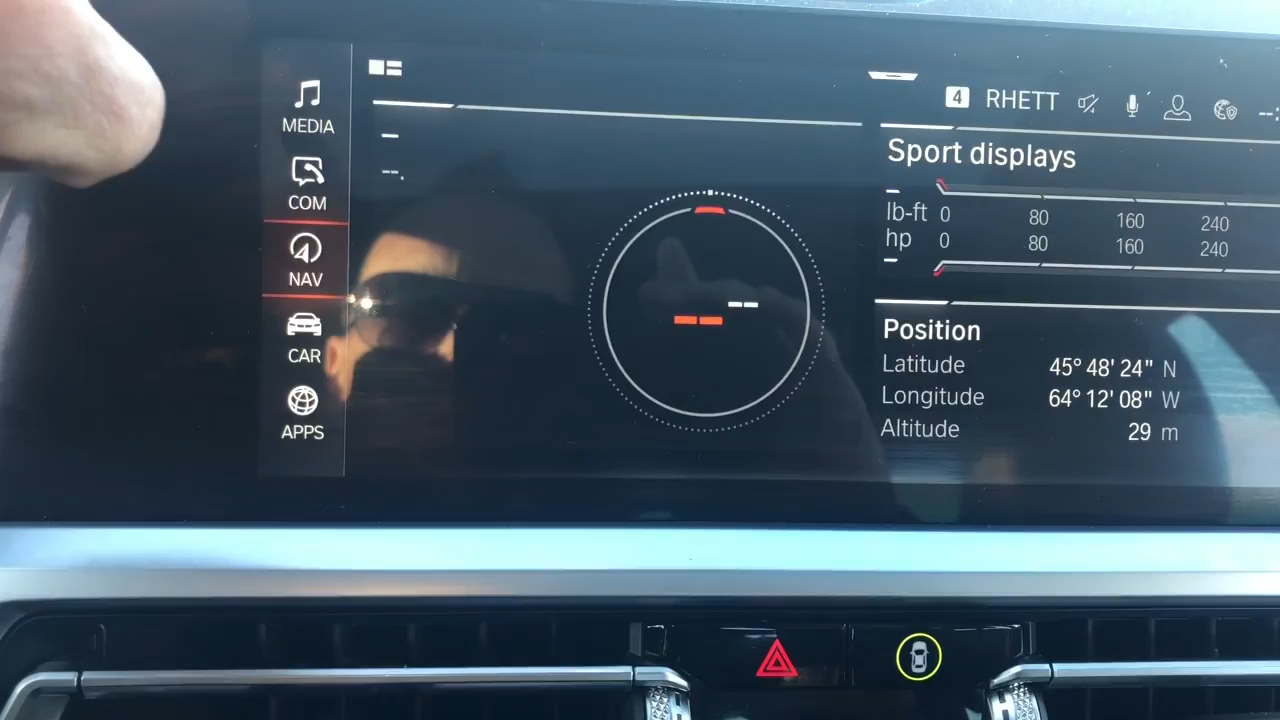 MEDIA
COM
NAV
CAR
APPS
--.
4 RHETT --:
Sport displays
lb-ft 0 80 160 240
hp 0 80 160 240
Position
Latitude 45° 48' 24" N
Longitude 64° 12' 08" W
Altitude 29 m